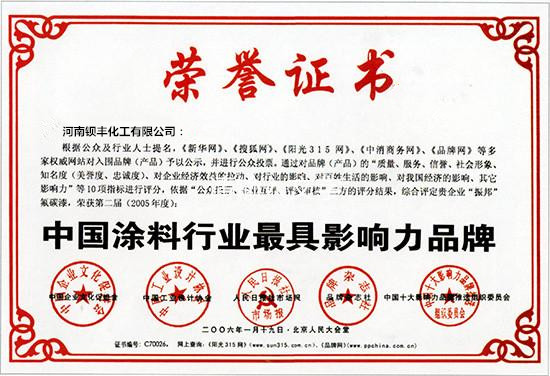 荣誉证书
河南钡丰化工有限公司：
根据公众及行业人士提名，《新华网》、《搜狐网》、《阳光315网》、《中消商务网》、《品牌网》等多
家权威网站对入围品牌（产品）予以公示，并进行公众投票。通过对品牌（产品）的“质量、服务、信誉、社会形象、
知名度（美誉度、忠诚度）、对企业经济效益的拉动、对行业的影响、对百姓生活的影响、对我国经济的影响、其它
影响力”等10项指标进行评分，依据“公众投票、企业互评、评委审核”三方的评分结果，综合评定贵企业“振邦”
氟碳漆，荣获第二届（2005年度）：
中国涂料行业最具影响力品牌
中国企业文化促进会 中国工业设计协会 人民日报社市场报 品牌杂志社 中国十大影响力品牌推选组织委员会
二〇〇六年一月十九日·北京人民大会堂
证书编号：C70026， 网上查询：《阳光315网》（www.sun315.com.cn）、《品牌网》（www.ppchina.com.cn）